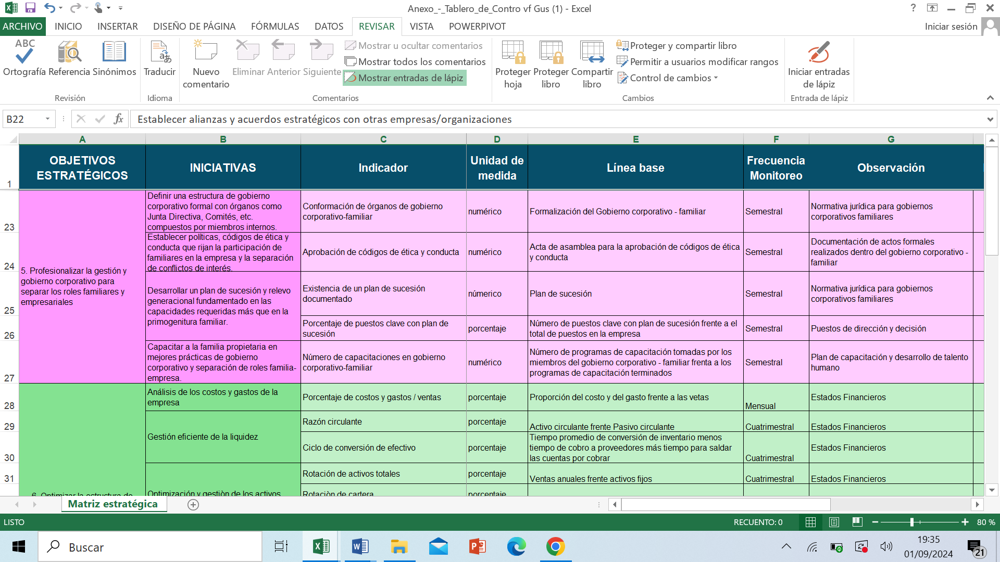 Anexo_-_Tablero_de_Contro vf Gus (1) - Excel
?
ARCHIVO INICIO INSERTAR DISEÑO DE PÁGINA FÓRMULAS DATOS REVISAR VISTA POWERPIVOT Iniciar sesión
ABC
Ortografía Referencia Sinónimos
Revisión
Traducir
Idioma
Nuevo
comentario
Eliminar Anterior Siguiente
Mostrar u ocultar comentarios
Mostrar todos los comentarios
Mostrar entradas de lápiz
Comentarios
Proteger
hoja
Proteger
libro
Compartir
libro
Proteger y compartir libro
Permitir a usuarios modificar rangos
Control de cambios
Cambios
Iniciar entradas
de lápiz
Entrada de lápiz
B22
fx
Establecer alianzas y acuerdos estratégicos con otras empresas/organizaciones
A B C D E F G
1
OBJETIVOS
ESTRATÉGICOS
INICIATIVAS
Indicador
Unidad de
medida
Línea base
Frecuencia
Monitoreo
Observación
5. Profesionalizar la gestión y
gobierno corporativo para
separar los roles familiares y
empresariales
23
Definir una estructura de gobierno
corporativo formal con órganos como
Junta Directiva, Comités, etc.
compuestos por miembros internos.
Conformación de órganos de gobierno
corporativo-familiar
numérico
Formalización del Gobierno corporativo - familiar
Semestral
Normativa jurídica para gobiernos
corporativos familiares
24
Establecer políticas, códigos de ética y
conducta que rijan la participación de
familiares en la empresa y la separación
de conflictos de interés.
Aprobación de códigos de ética y conducta
numérico
Acta de asamblea para la aprobación de códigos de ética
y conducta
Semestral
Documentación de actos formales
realizados dentro del gobierno corporativo -
familiar
25
Desarrollar un plan de sucesión y relevo
generacional fundamentado en las
capacidades requeridas más que en la
primogenitura familiar.
Existencia de un plan de sucesión
documentado
númerico
Plan de sucesión
Semestral
Normativa jurídica para gobiernos
corporativos familiares
26
Porcentaje de puestos clave con plan de
sucesión
porcentaje
Número de puestos clave con plan de sucesión frente a el
total de puestos en la empresa
Semestral
Puestos de dirección y decisión
27
Capacitar a la familia propietaria en
mejores prácticas de gobierno
corporativo y separación de roles familia-
empresa.
Número de capacitaciones en gobierno
corporativo-familiar
numérico
Número de programas de capacitación tomadas por los
miembros del gobierno corporativo - familiar frenta a los
programas de capacitación terminados
Semestral
Plan de capacitación y desarrollo de talento
humano
28
Análisis de los costos y gastos de la
empresa
Porcentaje de costos y gastos / ventas
porcentaje
Proporción del costo y del gasto frente a las vetas
Mensual
Estados Financieros
29
Gestión eficiente de la liquidez
Razón circulante
porcentaje
Activo circulante frente Pasivo circulante
Cuatrimestral
Estados Financieros
30
Ciclo de conversión de efectivo
porcentaje
Tiempo promedio de conversión de inventario menos
tiempo de cobro a proveedores más tiempo para saldar
las cuentas por cobrar
Cuatrimestral
Estados Financieros
31
Rotación de activos totales
porcentaje
Ventas anuales frente activos fijos
Cuatrimestral
Estados Financieros
6. Optimizar la estructura de
Optimización y gestiòn de los activos
Rotaciòn de cartera
porcentaje
Matriz estratégica
LISTO
RECUENTO: 0
80 %
Buscar
19:35
01/09/2024
21